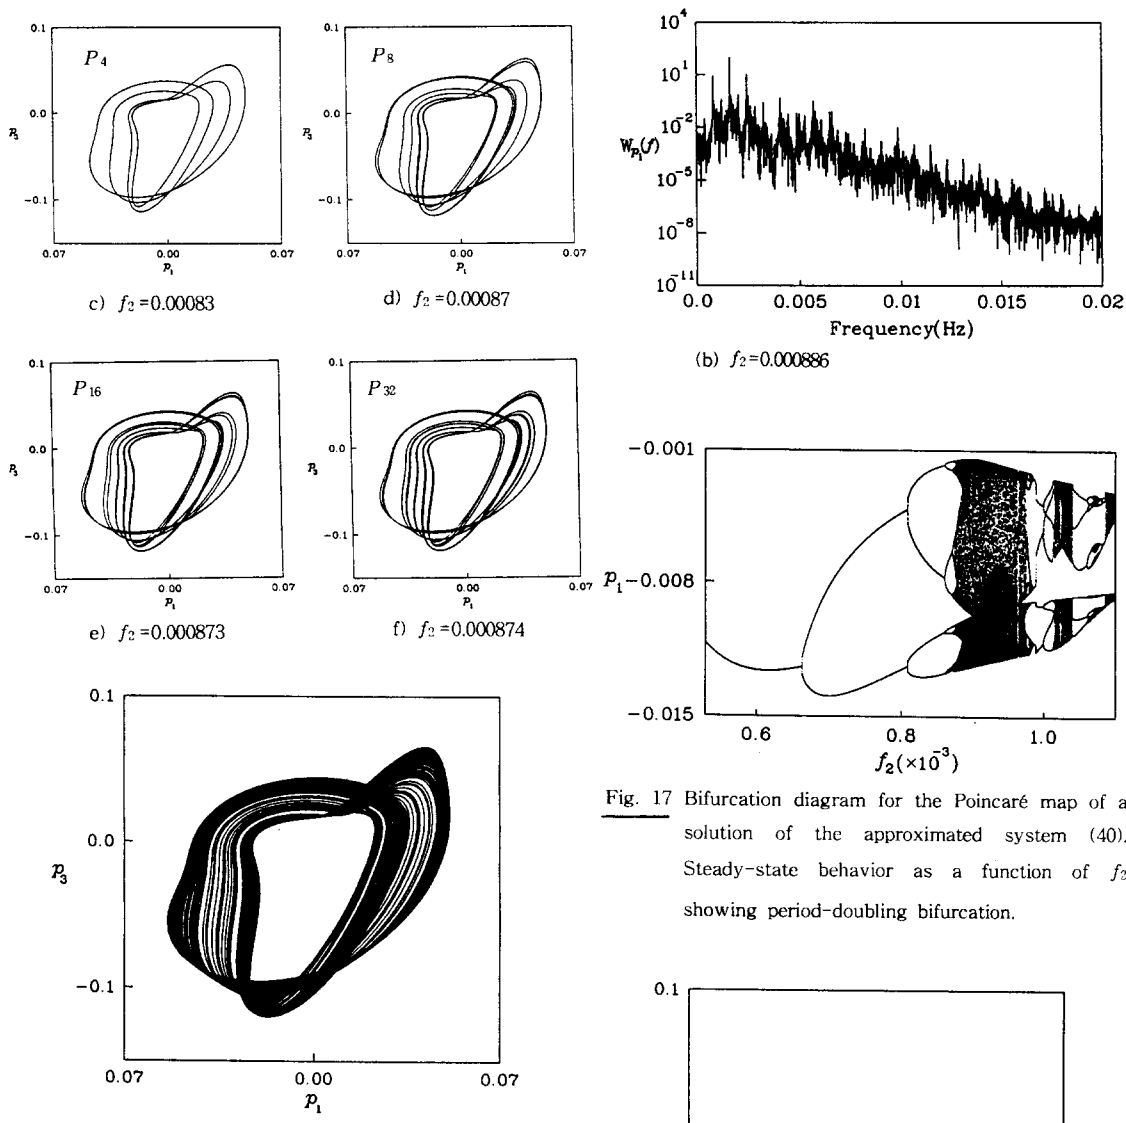 0.1
P4
0.0
P3
-0.1
0.07
0.00
0.07
P1
c) f2=0.00083
0.1
P8
0.0
P3
-0.1
0.07
0.00
0.07
P1
d) f2=0.00087
0.1
P16
0.0
P3
-0.1
0.07
0.00
0.07
P1
e) f2=0.000873
0.1
P32
0.0
P3
-0.1
0.07
0.00
0.07
P1
f) f2=0.000874
0.1
0.0
P3
-0.1
0.07
0.00
0.07
P1
10^4
10^1
10^-2
Wp1(f)
10^-5
10^-8
10^-11
0.0
0.005
0.01
0.015
0.02
Frequency(Hz)
(b) f2=0.000886
-0.001
P1
-0.008
-0.015
0.6
0.8
1.0
f2(×10^-3)
Fig. 17 Bifurcation diagram for the Poincaré map of a
solution of the approximated system (40).
Steady-state behavior as a function of f2
showing period-doubling bifurcation.
0.1